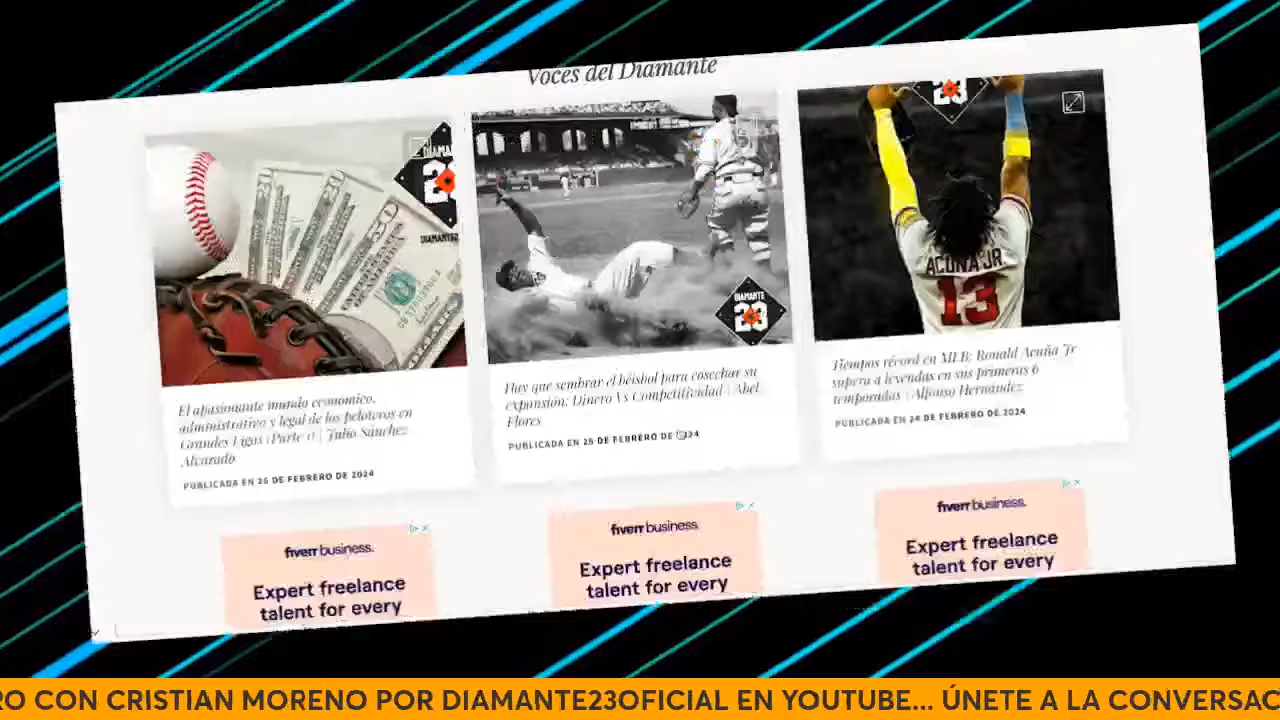 Voces del Diamante
DIAMANTE
23
ACUÑA JR
13
El apasionante mundo económico,
administrativo y legal de los peloteros en
Grandes Ligas (Parte 1) | Tulio Sánchez
Alvarado
PUBLICADA EN 26 DE FEBRERO DE 2024
Hay que sembrar el béisbol para cosechar su
expansión: Dinero Vs Competitividad | Abel
Flores
PUBLICADA EN 25 DE FEBRERO DE 2024
Tiempos récord en MLB: Ronald Acuña Jr
supera a leyendas en sus primeras 6
temporadas | Alfonso Hernández
PUBLICADA EN 24 DE FEBRERO DE 2024
fiverr business.
Expert freelance
talent for every
fiverr business.
Expert freelance
talent for every
fiverr business.
Expert freelance
talent for every
RO CON CRISTIAN MORENO POR DIAMANTE23OFICIAL EN YOUTUBE... ÚNETE A LA CONVERSAC